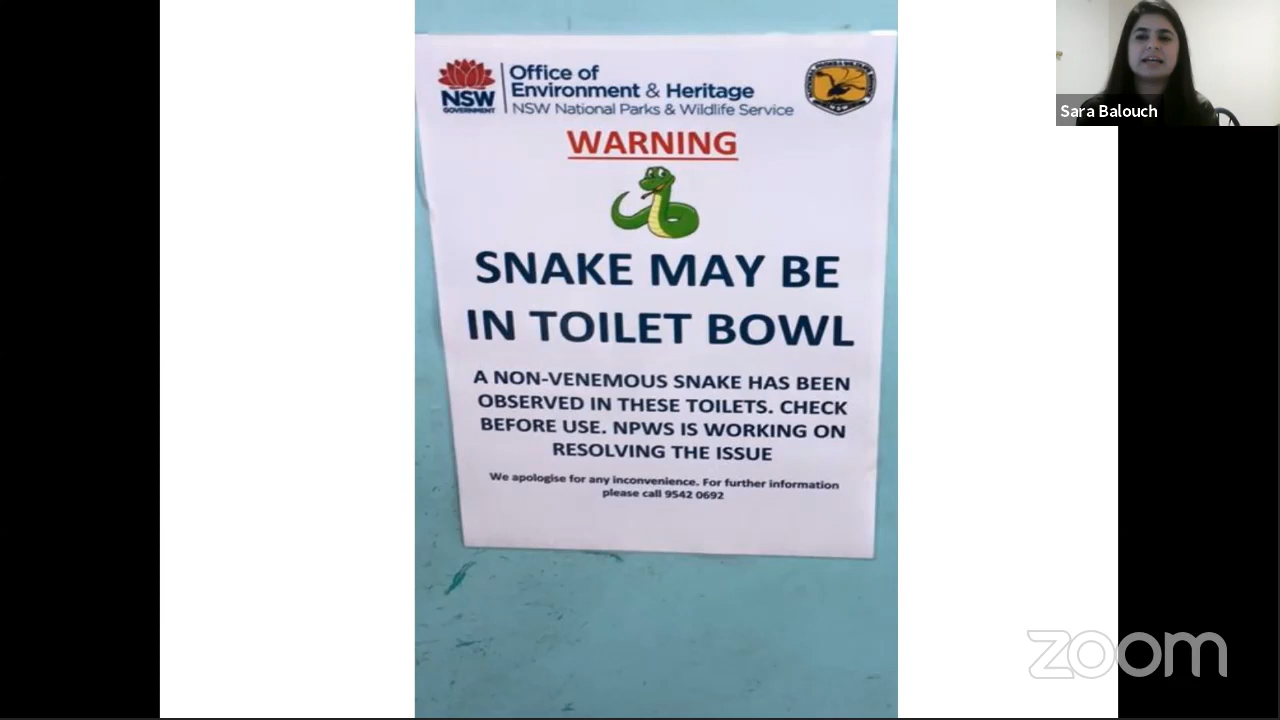 Office of
Environment & Heritage
NSW National Parks & Wildlife Service
NSW
GOVERNMENT
WARNING
SNAKE MAY BE
IN TOILET BOWL
A NON-VENEMOUS SNAKE HAS BEEN
OBSERVED IN THESE TOILETS. CHECK
BEFORE USE. NPWS IS WORKING ON
RESOLVING THE ISSUE
We apologise for any inconvenience. For further information
please call 9542 0692
Sara Balouch
zoom